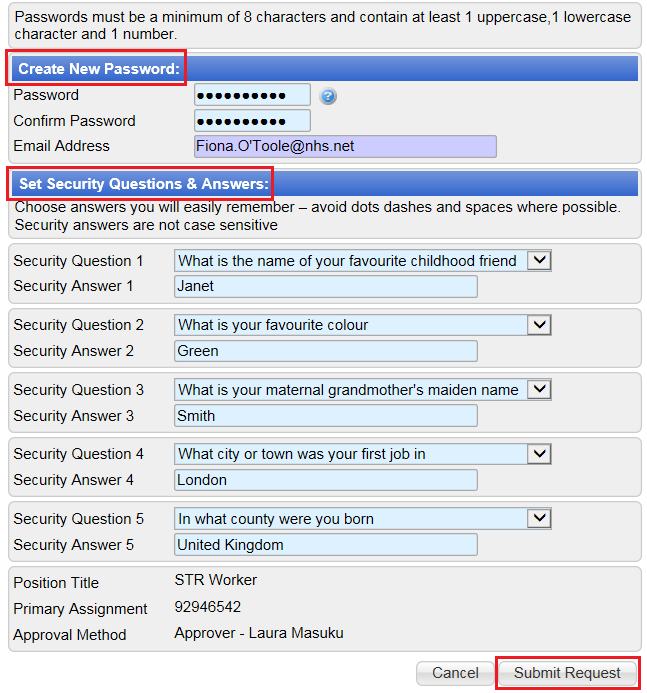 Passwords must be a minimum of 8 characters and contain at least 1 uppercase,1 lowercase
character and 1 number.
Create New Password:
Password ●●●●●●●●●●
Confirm Password ●●●●●●●●●●
Email Address Fiona.O'Toole@nhs.net
Set Security Questions & Answers:
Choose answers you will easily remember – avoid dots dashes and spaces where possible.
Security answers are not case sensitive
Security Question 1 What is the name of your favourite childhood friend
Security Answer 1 Janet
Security Question 2 What is your favourite colour
Security Answer 2 Green
Security Question 3 What is your maternal grandmother's maiden name
Security Answer 3 Smith
Security Question 4 What city or town was your first job in
Security Answer 4 London
Security Question 5 In what county were you born
Security Answer 5 United Kingdom
Position Title STR Worker
Primary Assignment 92946542
Approval Method Approver - Laura Masuku
Cancel Submit Request